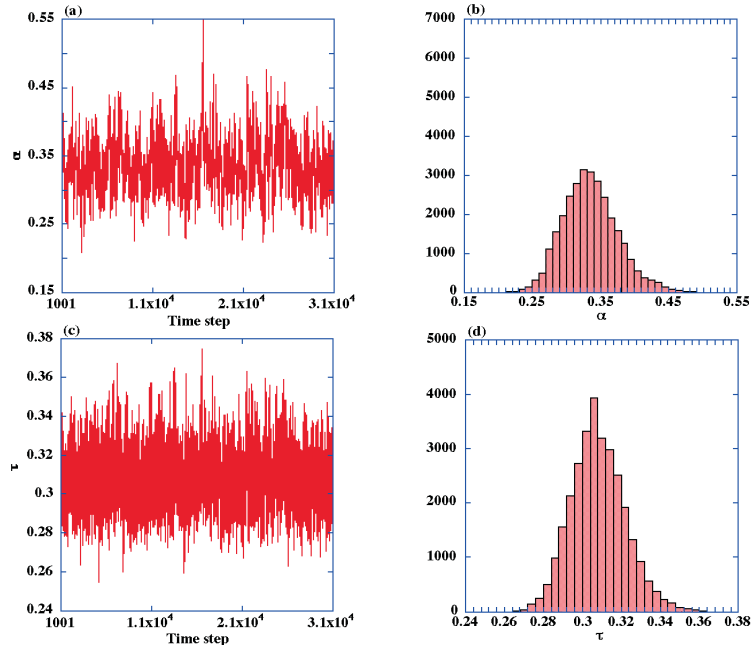 (a)
0.55
0.45
0.35
0.25
0.15
α
1001
1.1x10⁴
2.1x10⁴
3.1x10⁴
Time step
(b)
7000
6000
5000
4000
3000
2000
1000
0
0.15
0.25
0.35
0.45
0.55
α
(c)
0.38
0.36
0.34
0.32
0.3
0.28
0.26
0.24
τ
1001
1.1x10⁴
2.1x10⁴
3.1x10⁴
Time step
(d)
5000
4000
3000
2000
1000
0
0.24
0.26
0.28
0.3
0.32
0.34
0.36
0.38
τ